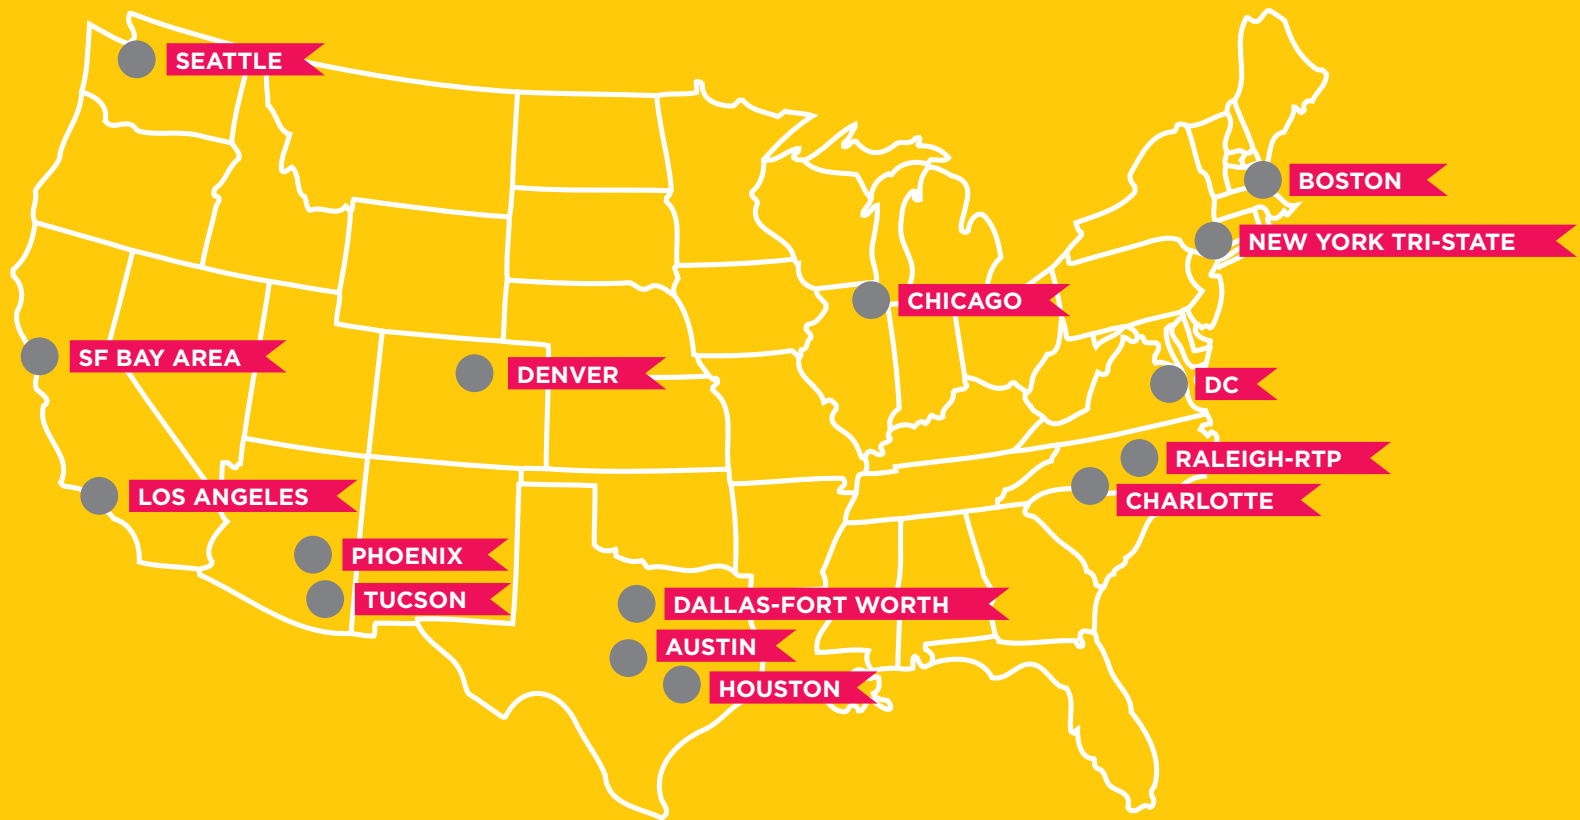 SEATTLE
BOSTON
NEW YORK TRI-STATE
CHICAGO
SF BAY AREA
DENVER
DC
RALEIGH-RTP
LOS ANGELES
CHARLOTTE
PHOENIX
TUCSON
DALLAS-FORT WORTH
AUSTIN
HOUSTON